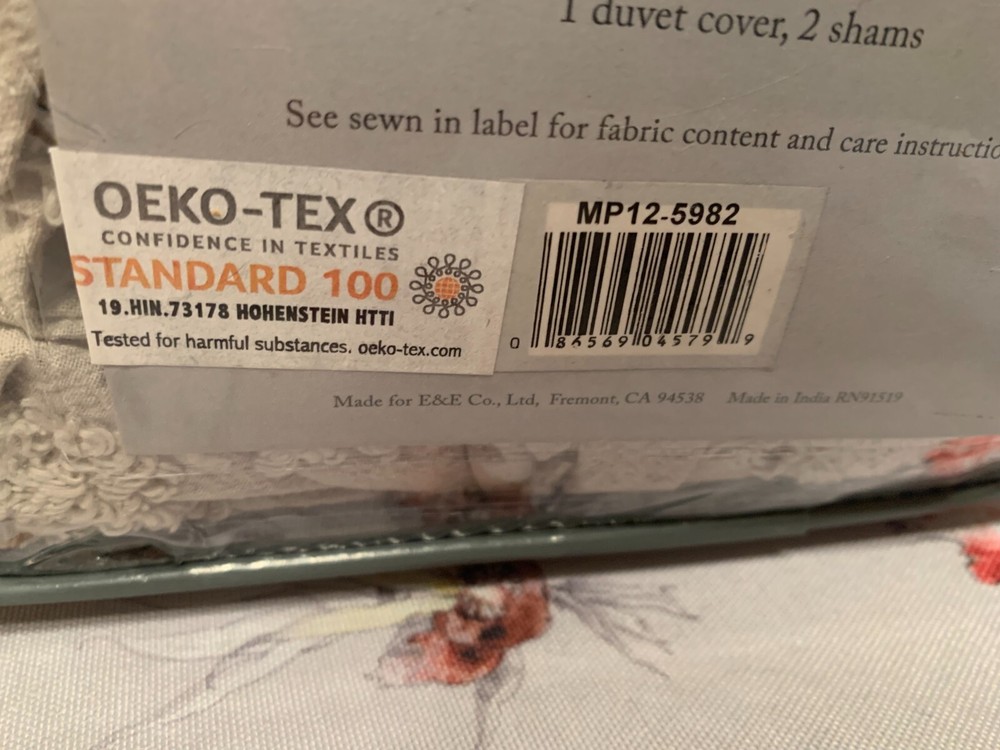 1 duvet cover, 2 shams
See sewn in label for fabric content and care instructio
OEKO-TEX®
CONFIDENCE IN TEXTILES
STANDARD 100
19.HIN.73178 HOHENSTEIN HTTI
Tested for harmful substances. oeko-tex.com
MP12-5982
0 86569 04579 9
Made for E&E Co., Ltd, Fremont, CA 94538 Made in India RN91519